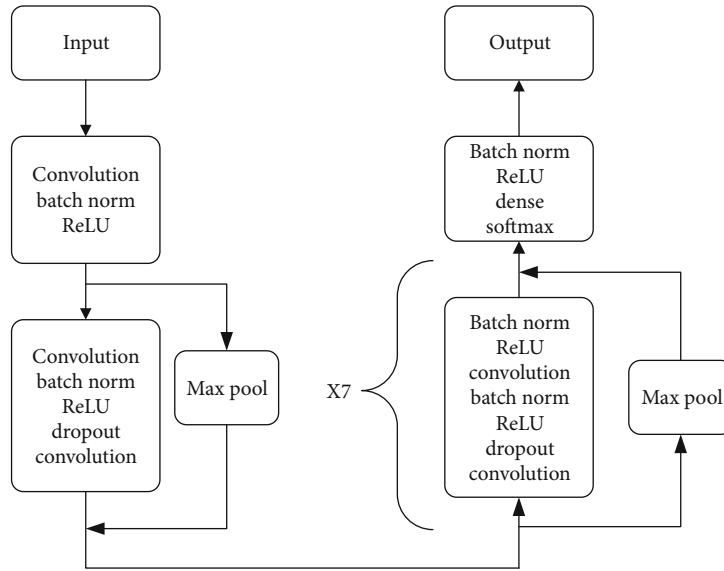 Input
Convolution
batch norm
ReLU
Convolution
batch norm
ReLU
dropout
convolution
Max pool
Output
Batch norm
ReLU
dense
softmax
X7
Batch norm
ReLU
convolution
batch norm
ReLU
dropout
convolution
Max pool